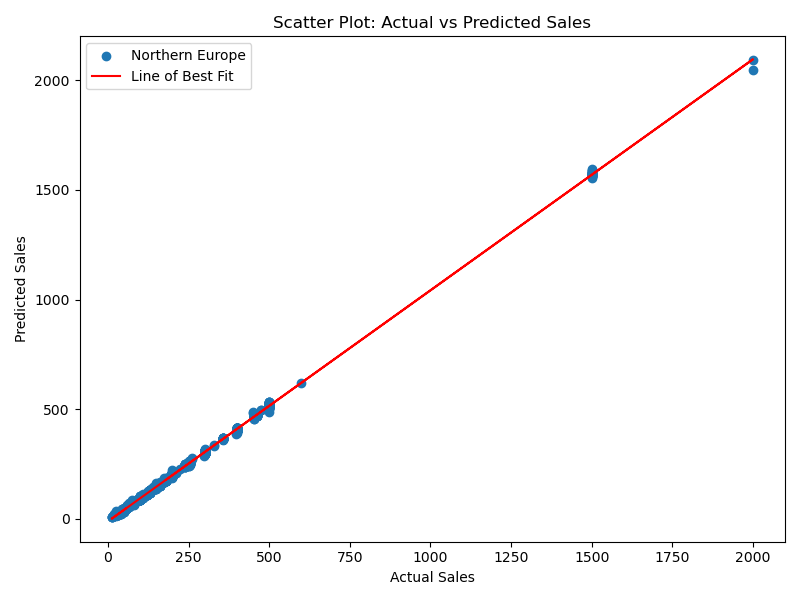 Scatter Plot: Actual vs Predicted Sales
Northern Europe
Line of Best Fit
2000
1500
1000
500
0
Predicted Sales
0 250 500 750 1000 1250 1500 1750 2000
Actual Sales